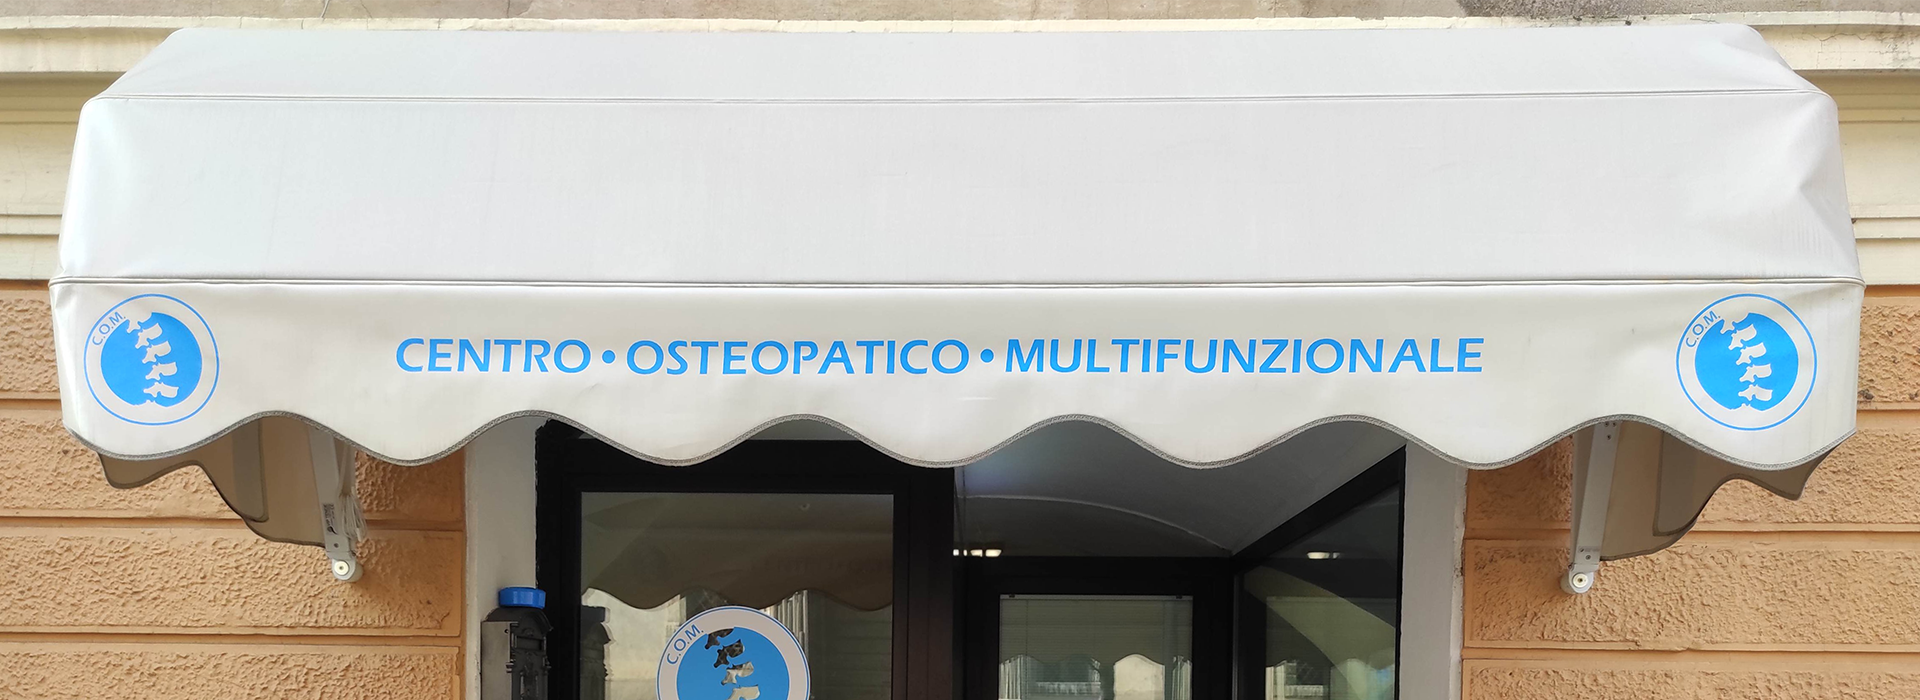 C.O.M.
CENTRO • OSTEOPATICO • MULTIFUNZIONALE
C.O.M.
C.O.M.